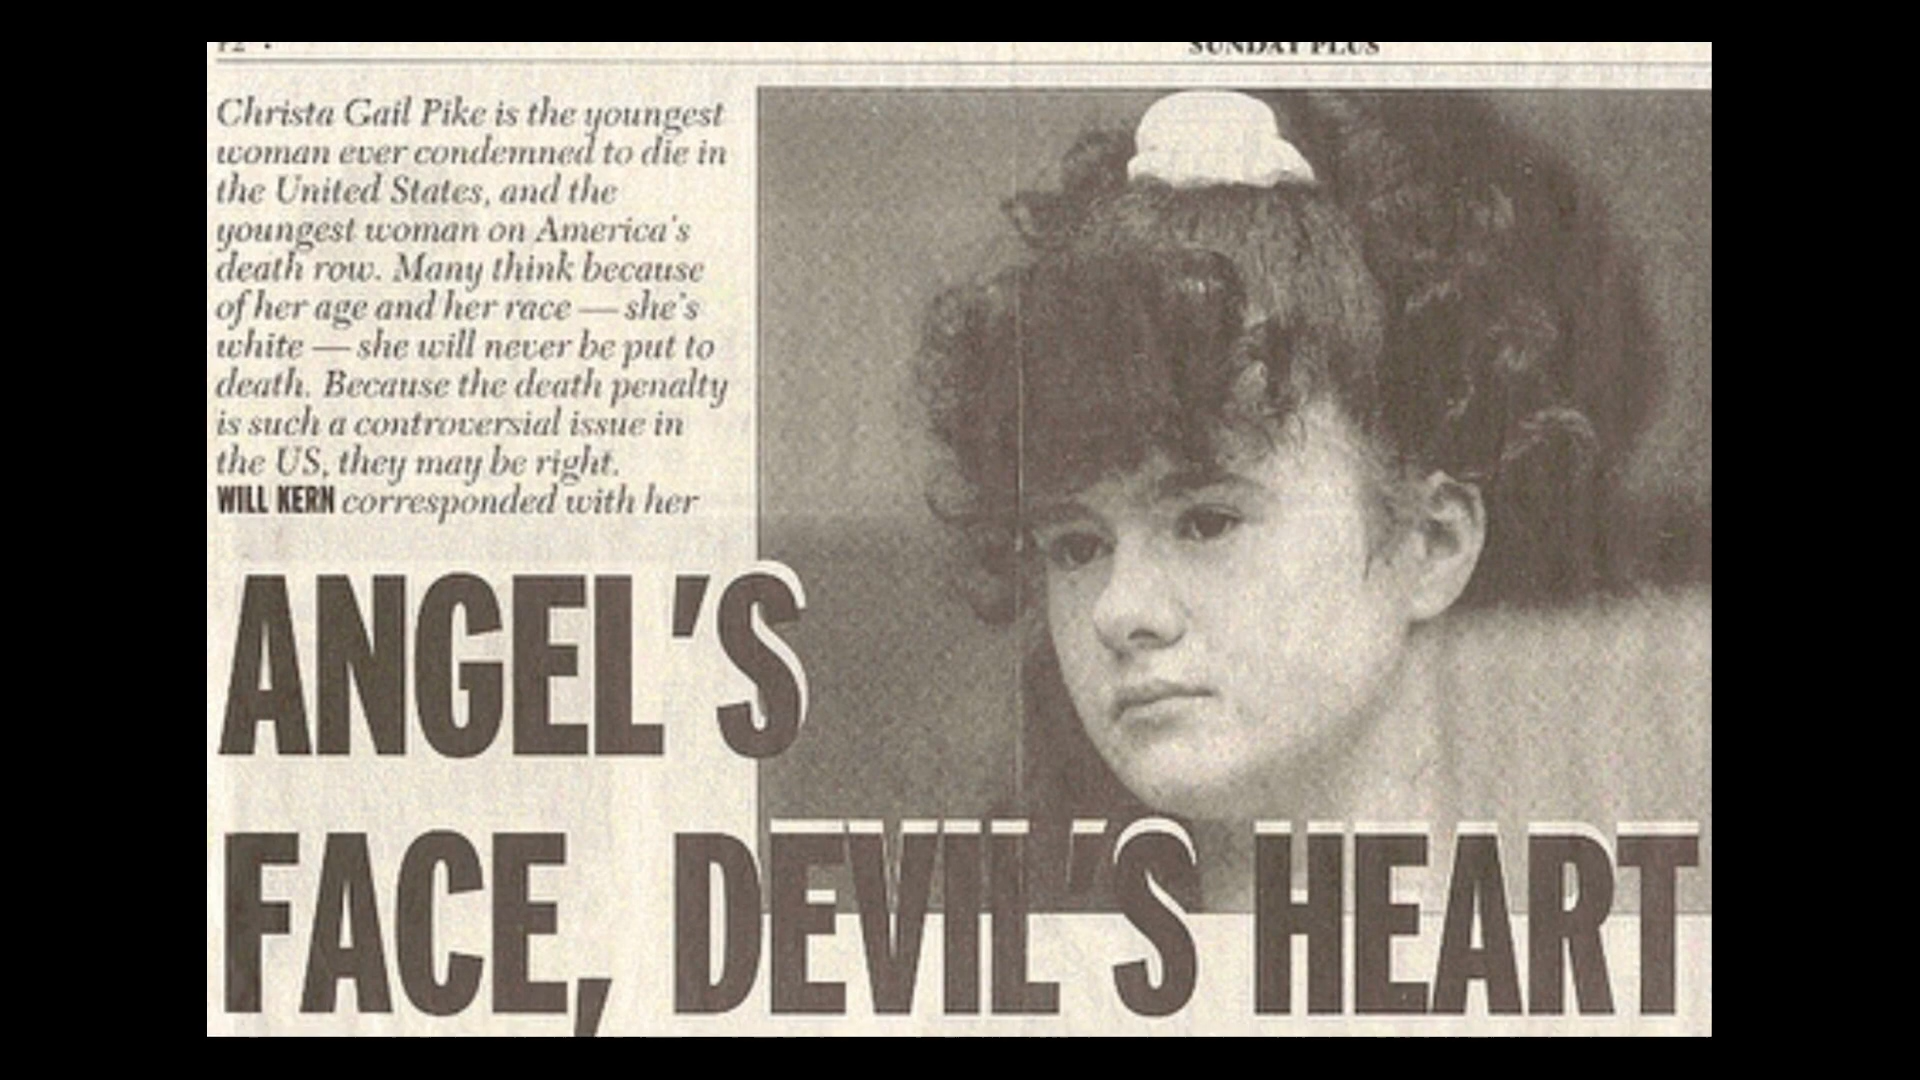 SUNDAY PLUS
Christa Gail Pike is the youngest
woman ever condemned to die in
the United States, and the
youngest woman on America's
death row. Many think because
of her age and her race — she's
white — she will never be put to
death. Because the death penalty
is such a controversial issue in
the US, they may be right.
WILL KERN corresponded with her
ANGEL'S
FACE, DEVIL'S HEART